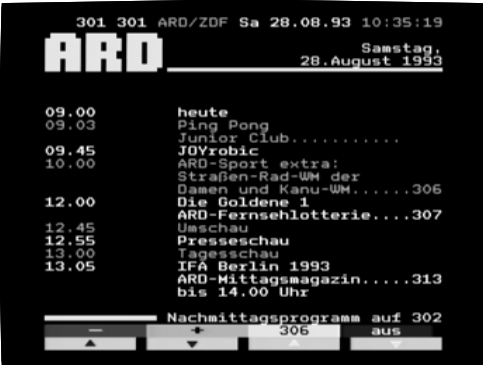 301 301 ARD/ZDF Sa 28.08.93 10:35:19
ARD
Samstag,
28.August 1993
09.00 heute
09.03 Ping Pong
Junior Club...........
09.45 JOYrobic
10.00 ARD-Sport extra:
Straßen-Rad-WM der
Damen und Kanu-WM......306
12.00 Die Goldene 1
ARD-Fernsehlotterie....307
12.45 Umschau
12.55 Presseschau
13.00 Tagesschau
13.05 IFA Berlin 1993
ARD-Mittagsmagazin.....313
bis 14.00 Uhr
Nachmittagsprogramm auf 302
- + 306 aus